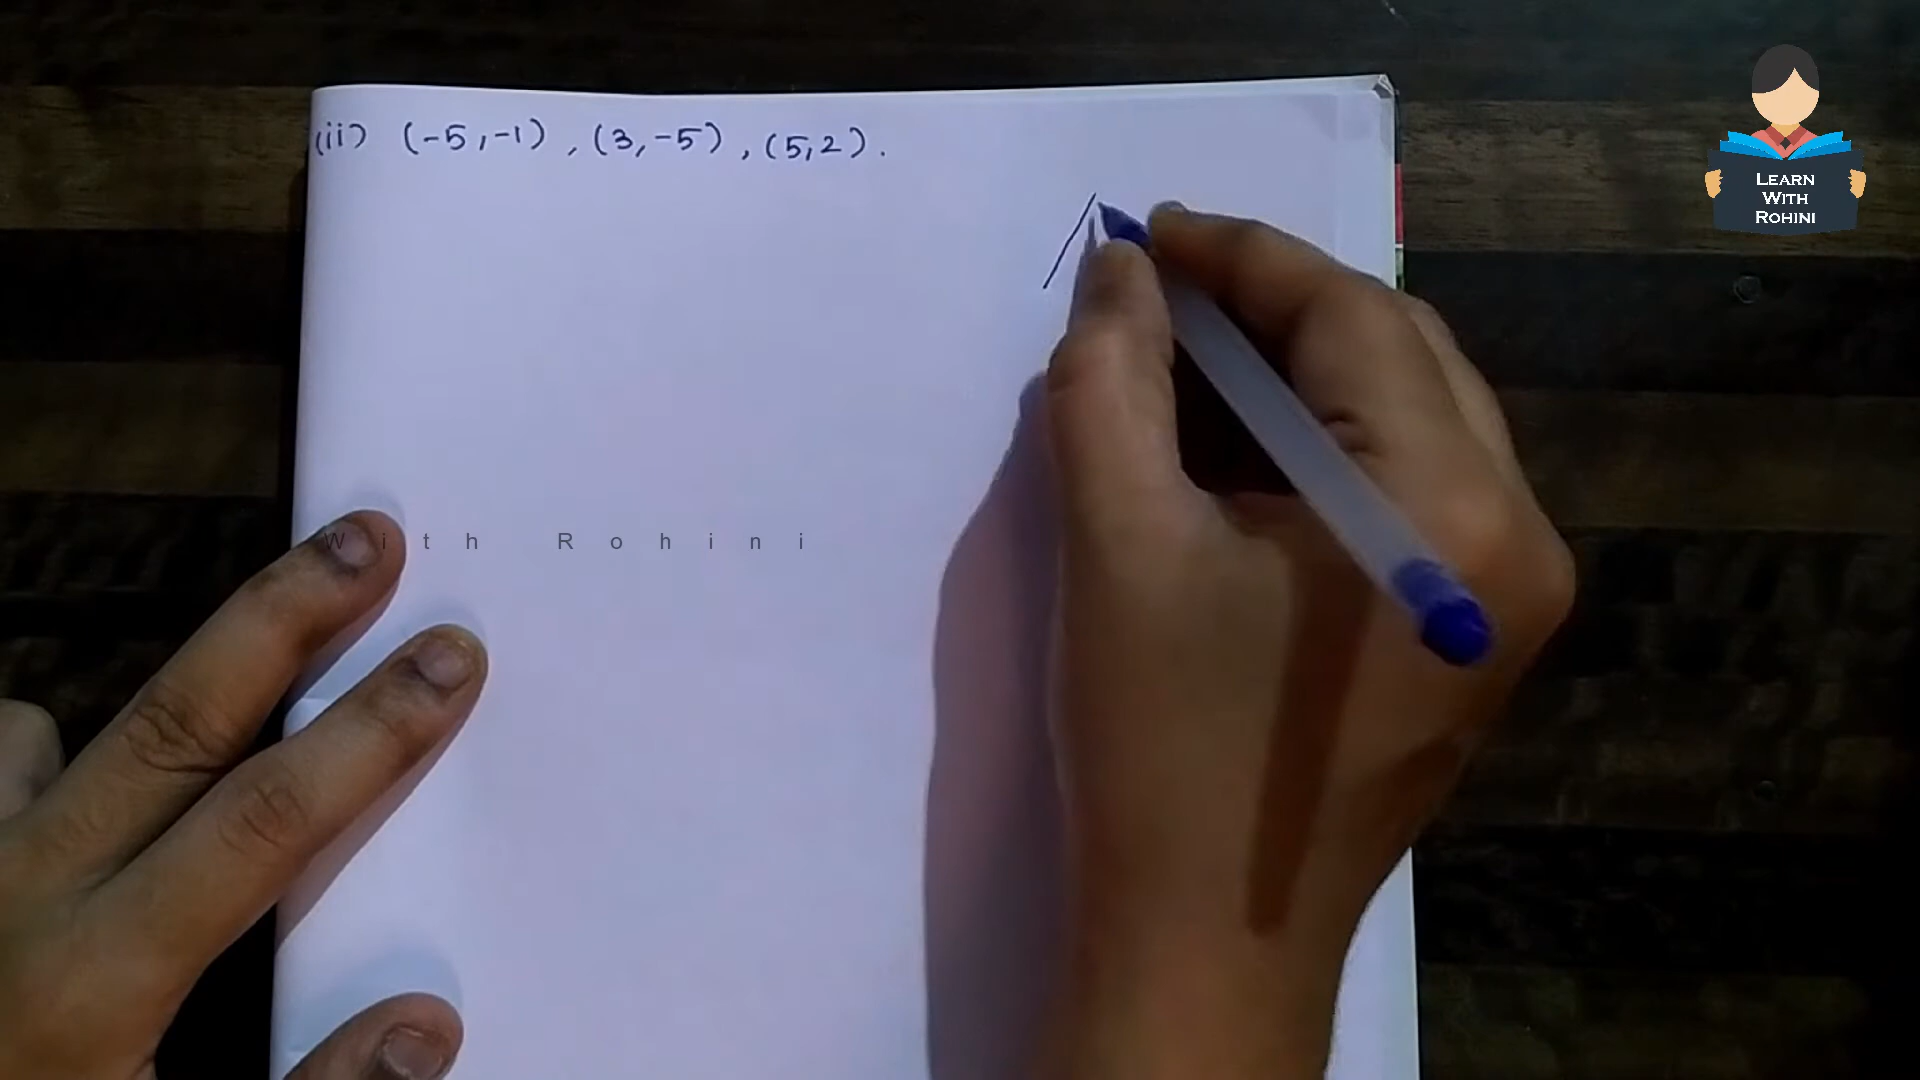 (ii) (-5,-1) , (3,-5) , (5,2) .
LEARN
WITH
ROHINI
With Rohini